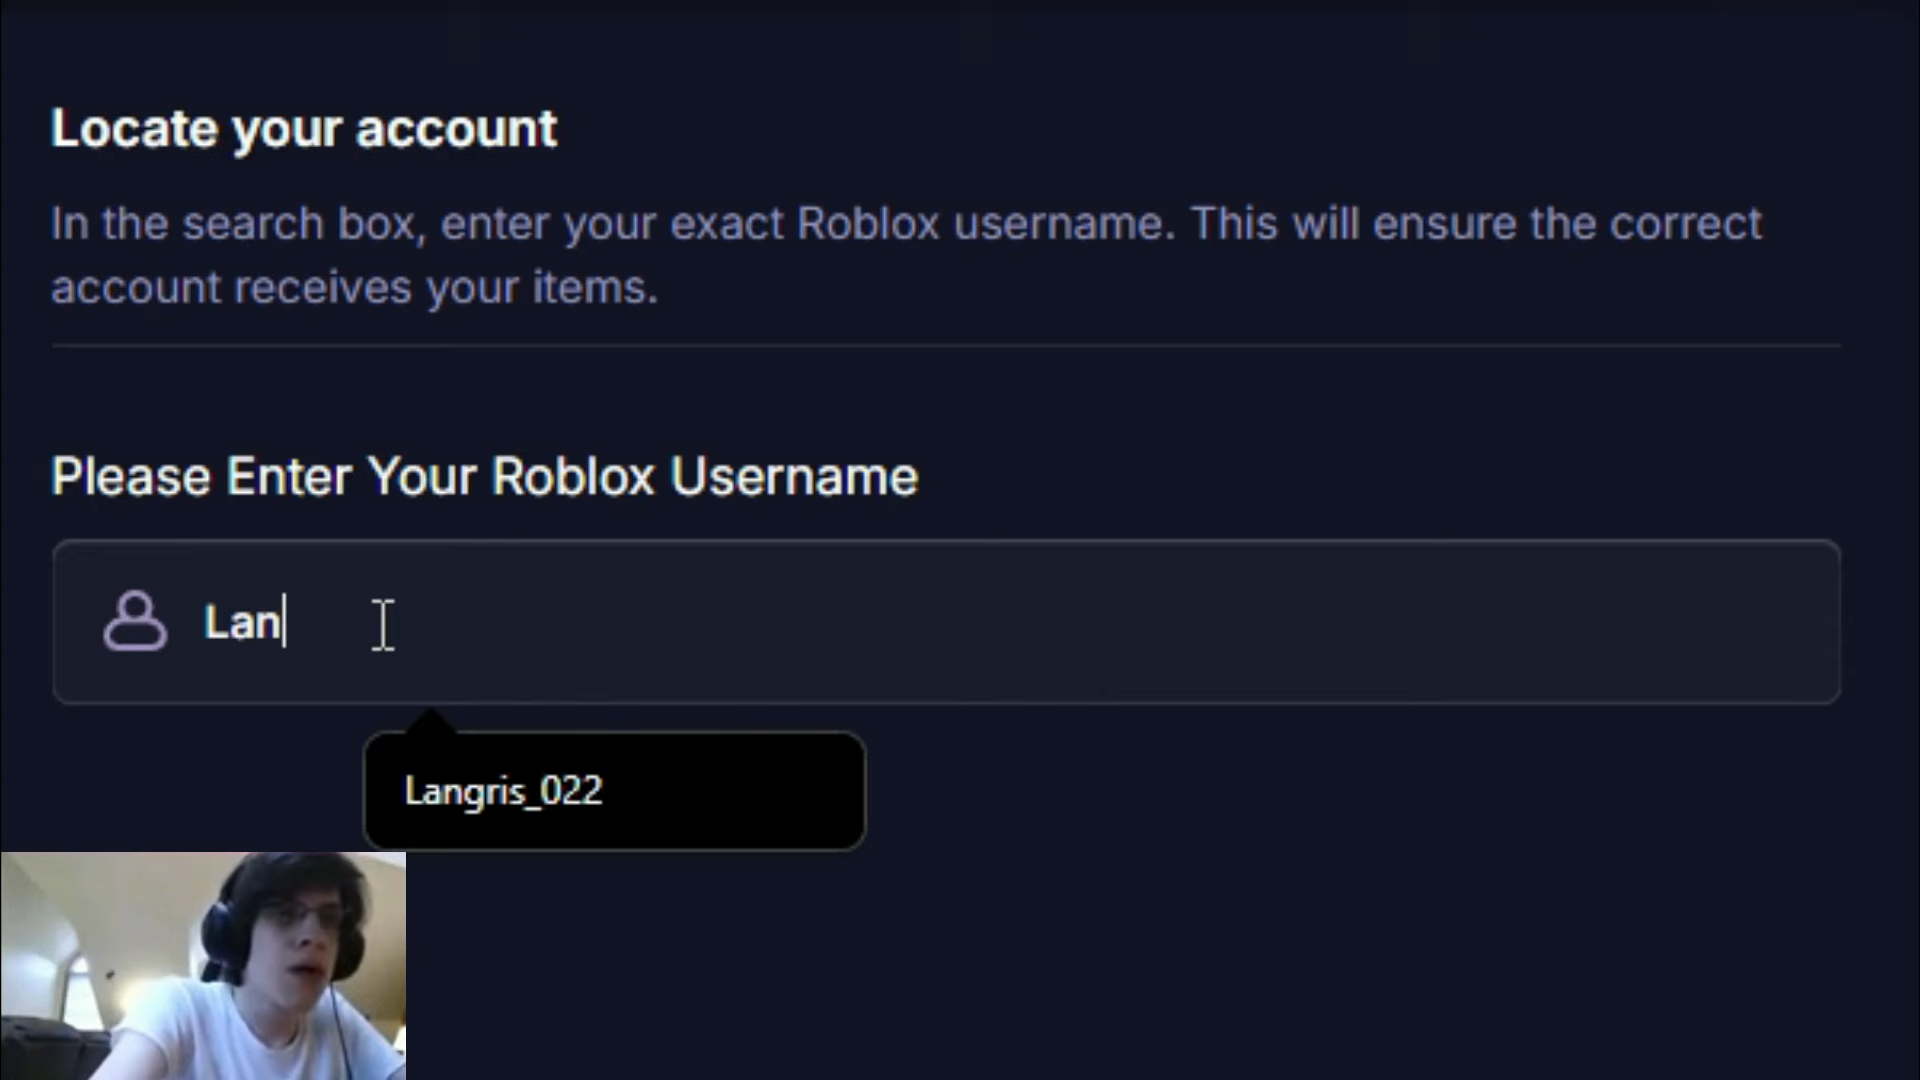 Locate your account
In the search box, enter your exact Roblox username. This will ensure the correct
account receives your items.
Please Enter Your Roblox Username
Lan
Langris_022